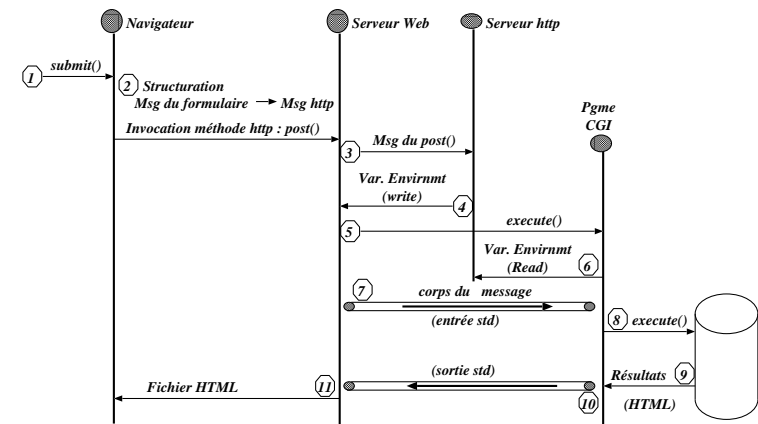 Navigateur
Serveur Web
Serveur http
1
submit()
2
Structuration
Msg du formulaire → Msg http
Invocation méthode http : post()
Pgme
CGI
3
Msg du post()
Var. Envirnmt
(write)
4
5
execute()
Var. Envirnmt
(Read)
6
7
corps du message
(entrée std)
8
execute()
Résultats
9
(HTML)
(sortie std)
10
11
Fichier HTML